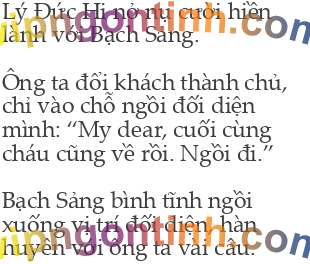 Lý Đức Hi nở nụ cười hiền
lành với Bạch Sảng.
Ông ta đổi khách thành chủ,
chỉ vào chỗ ngồi đối diện
mình: “My dear, cuối cùng
cháu cũng về rồi. Ngồi đi.”
Bạch Sảng bình tĩnh ngồi
xuống vị trí đối diện, hàn
huyên với ông ta vài câu.
vipngontinh.com
vipngontinh.com